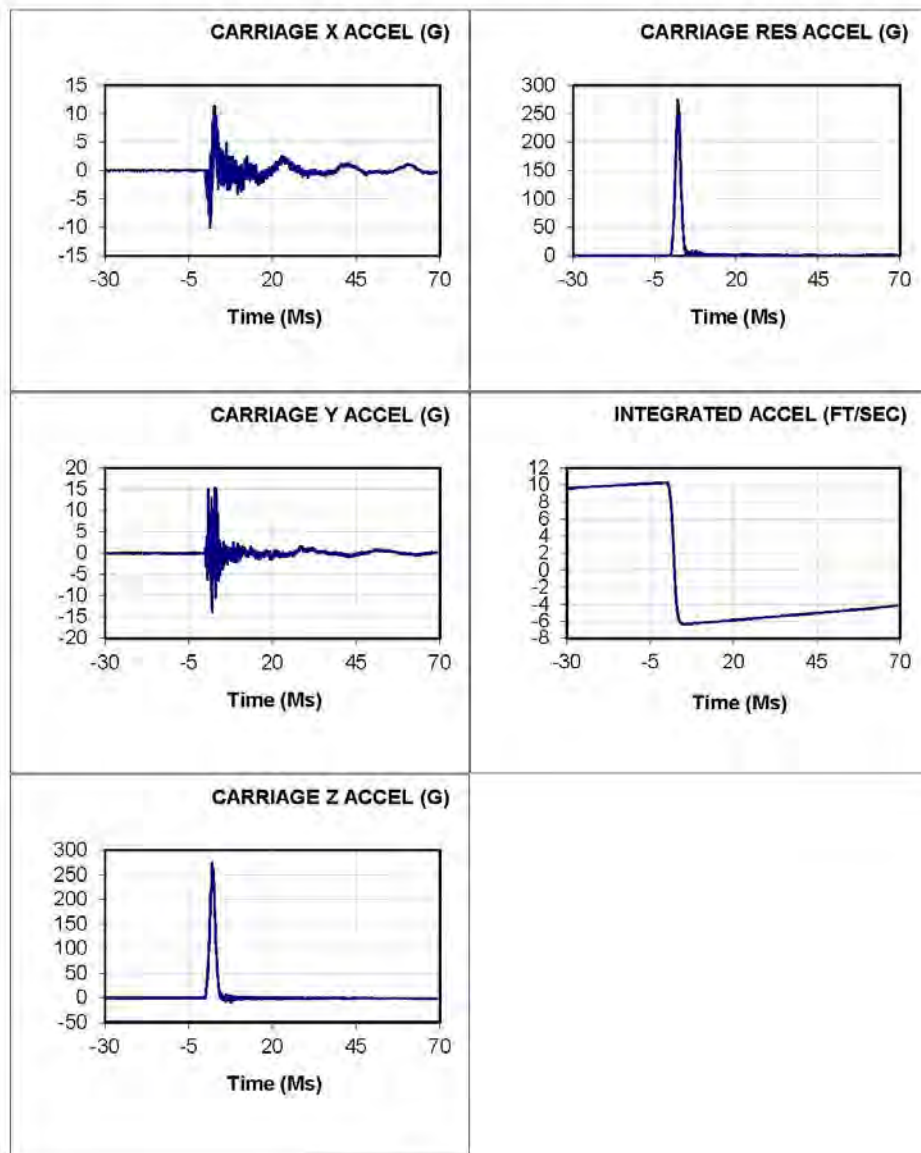 CARRIAGE X ACCEL (G)
15
10
5
0
-5
-10
-15
-30 -5 20 45 70
Time (Ms)
CARRIAGE RES ACCEL (G)
300
250
200
150
100
50
0
-30 -5 20 45 70
Time (Ms)
CARRIAGE Y ACCEL (G)
20
15
10
5
0
-5
-10
-15
-20
-30 -5 20 45 70
Time (Ms)
INTEGRATED ACCEL (FT/SEC)
12
10
8
6
4
2
0
-2
-4
-6
-8
-30 -5 20 45 70
Time (Ms)
CARRIAGE Z ACCEL (G)
300
250
200
150
100
50
0
-50
-30 -5 20 45 70
Time (Ms)